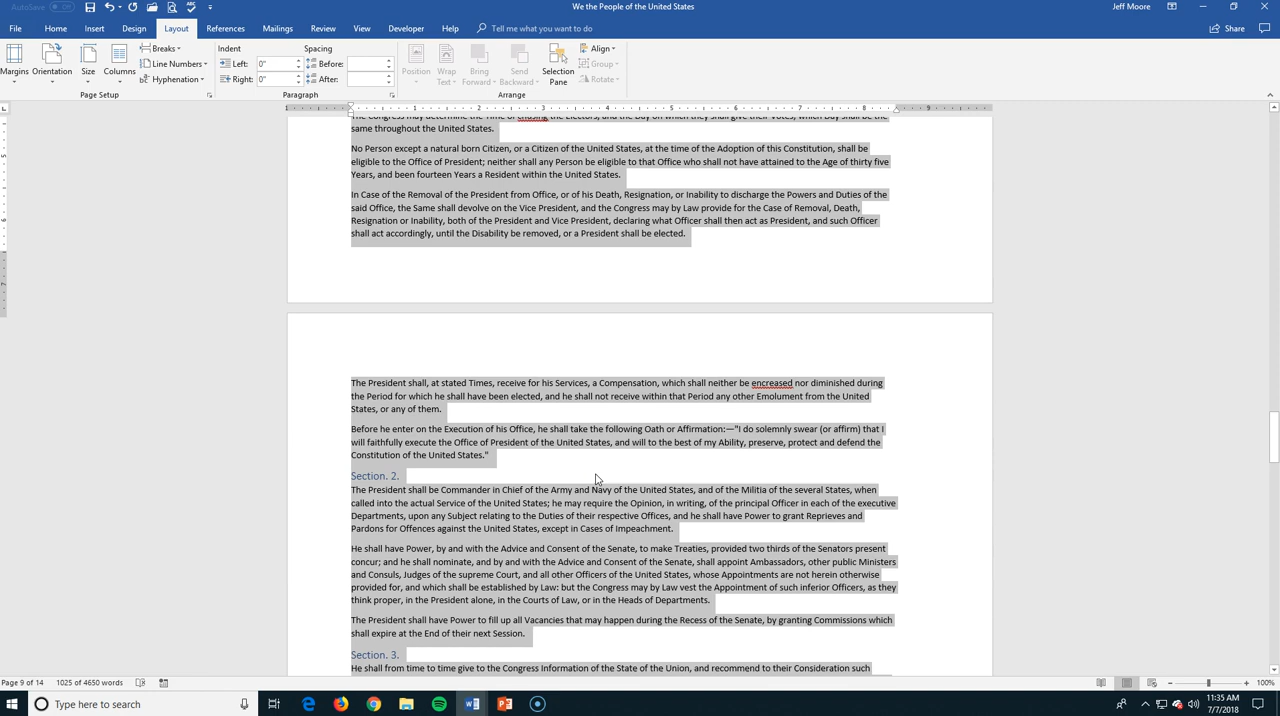 AutoSave Off
We the People of the United States
Jeff Moore
File Home Insert Design Layout References Mailings Review View Developer Help Tell me what you want to do Share
Margins Orientation Size Columns
Breaks
Line Numbers
Hyphenation
Page Setup
Indent Spacing
Left: 0" Before:
Right: 0" After:
Paragraph
Position Wrap Text Bring Forward Send Backward Selection Pane
Align
Group
Rotate
Arrange
1 1 2 3 4 5 6 7 8 9
The Congress may determine the Time of chusing the Electors, and the Day on which they shall give their Votes; which Day shall be the
same throughout the United States.
No Person except a natural born Citizen, or a Citizen of the United States, at the time of the Adoption of this Constitution, shall be
eligible to the Office of President; neither shall any Person be eligible to that Office who shall not have attained to the Age of thirty five
Years, and been fourteen Years a Resident within the United States.
In Case of the Removal of the President from Office, or of his Death, Resignation, or Inability to discharge the Powers and Duties of the
said Office, the Same shall devolve on the Vice President, and the Congress may by Law provide for the Case of Removal, Death,
Resignation or Inability, both of the President and Vice President, declaring what Officer shall then act as President, and such Officer
shall act accordingly, until the Disability be removed, or a President shall be elected.
The President shall, at stated Times, receive for his Services, a Compensation, which shall neither be encreased nor diminished during
the Period for which he shall have been elected, and he shall not receive within that Period any other Emolument from the United
States, or any of them.
Before he enter on the Execution of his Office, he shall take the following Oath or Affirmation:—"I do solemnly swear (or affirm) that I
will faithfully execute the Office of President of the United States, and will to the best of my Ability, preserve, protect and defend the
Constitution of the United States."
Section. 2.
The President shall be Commander in Chief of the Army and Navy of the United States, and of the Militia of the several States, when
called into the actual Service of the United States; he may require the Opinion, in writing, of the principal Officer in each of the executive
Departments, upon any Subject relating to the Duties of their respective Offices, and he shall have Power to grant Reprieves and
Pardons for Offences against the United States, except in Cases of Impeachment.
He shall have Power, by and with the Advice and Consent of the Senate, to make Treaties, provided two thirds of the Senators present
concur; and he shall nominate, and by and with the Advice and Consent of the Senate, shall appoint Ambassadors, other public Ministers
and Consuls, Judges of the supreme Court, and all other Officers of the United States, whose Appointments are not herein otherwise
provided for, and which shall be established by Law: but the Congress may by Law vest the Appointment of such inferior Officers, as they
think proper, in the President alone, in the Courts of Law, or in the Heads of Departments.
The President shall have Power to fill up all Vacancies that may happen during the Recess of the Senate, by granting Commissions which
shall expire at the End of their next Session.
Section. 3.
He shall from time to time give to the Congress Information of the State of the Union, and recommend to their Consideration such
Page 9 of 14 1025 of 4650 words 100%
Type here to search
11:35 AM
7/7/2018